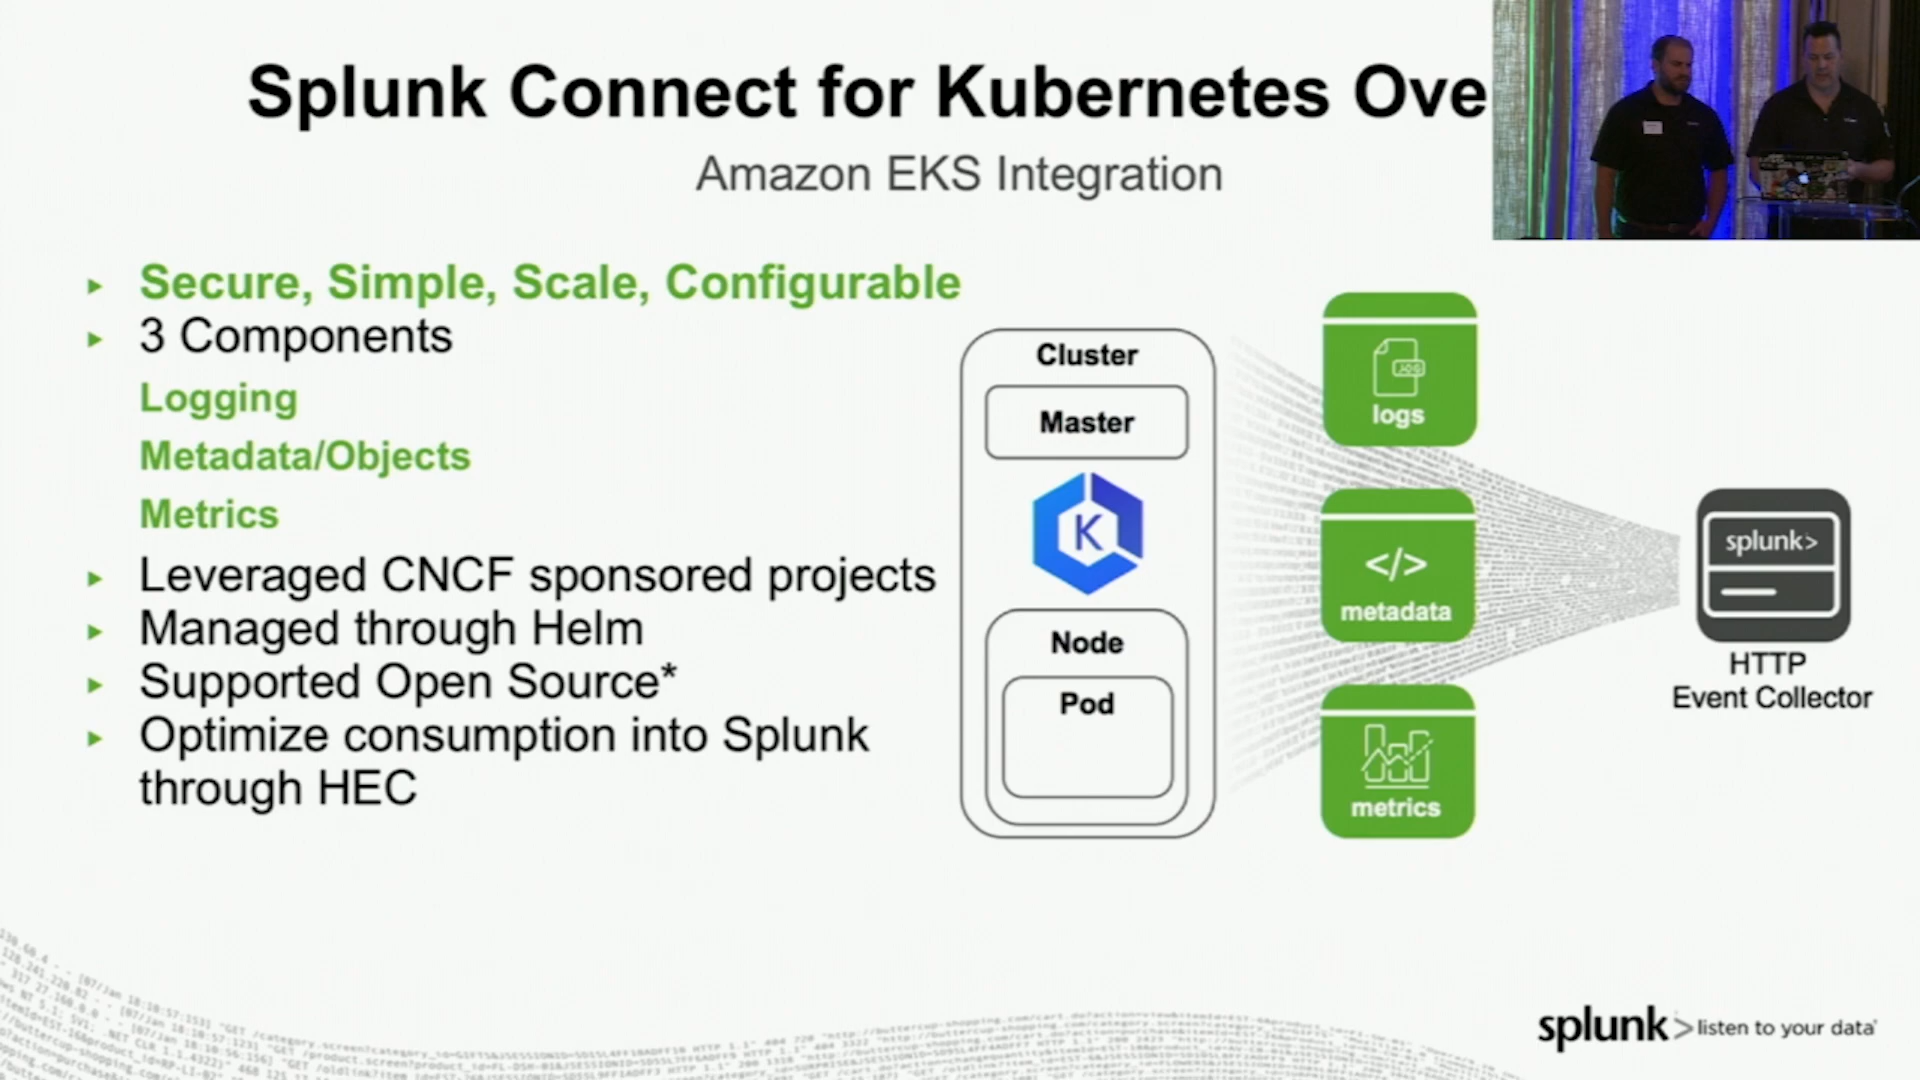 Splunk Connect for Kubernetes Ove
Amazon EKS Integration
Secure, Simple, Scale, Configurable
3 Components
Logging
Metadata/Objects
Metrics
Leveraged CNCF sponsored projects
Managed through Helm
Supported Open Source*
Optimize consumption into Splunk
through HEC
Cluster
Master
K
Node
Pod
logs
</>
metadata
metrics
splunk>
HTTP
Event Collector
splunk> listen to your data